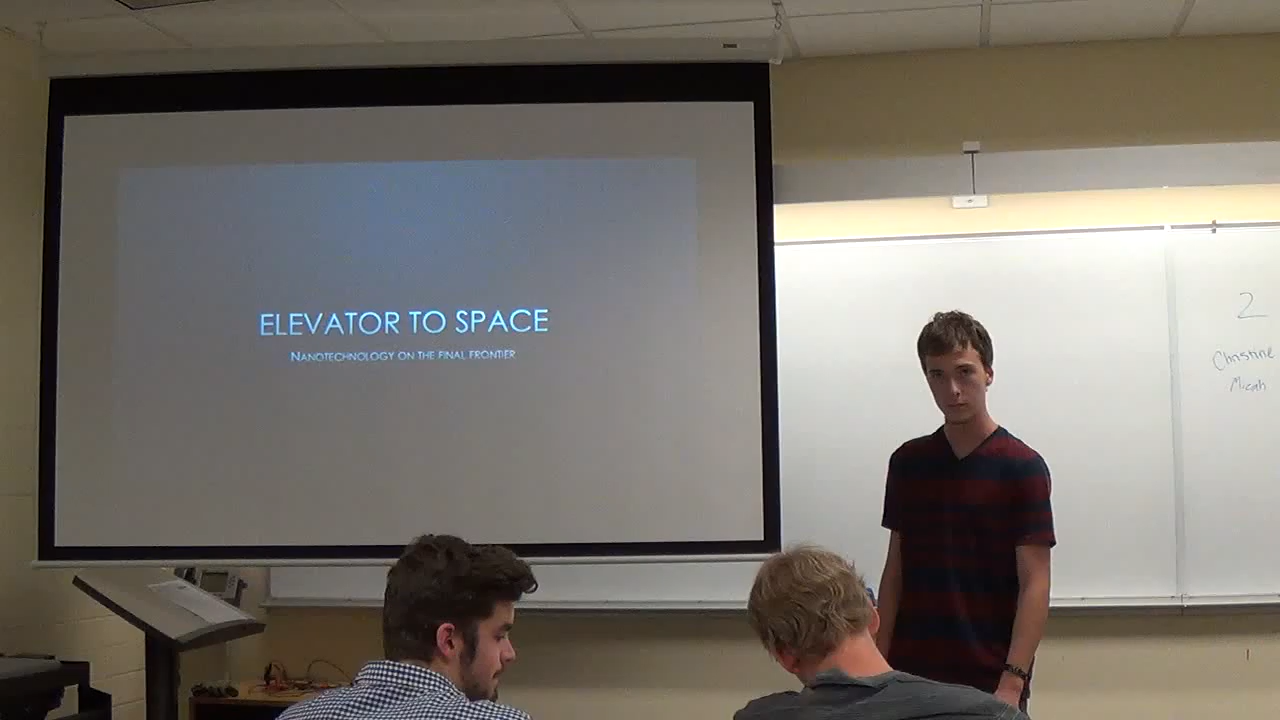 ELEVATOR TO SPACE
NANOTECHNOLOGY ON THE FINAL FRONTIER
2
Christine
Micah